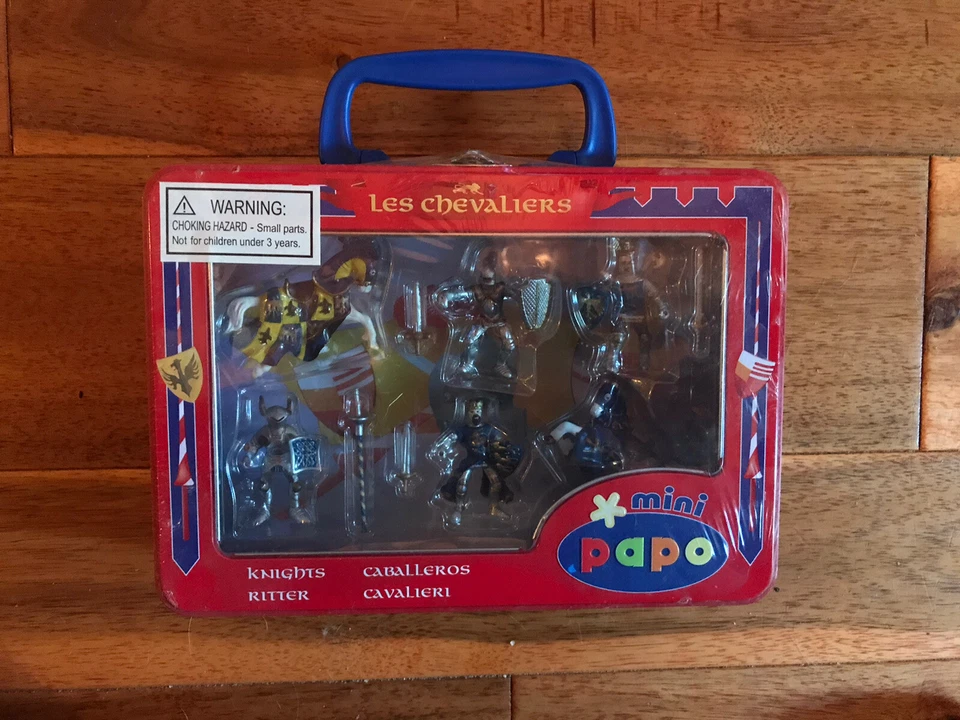 WARNING:
CHOKING HAZARD - Small parts.
Not for children under 3 years.
LES CHEVALIERS
mini
papo
KNIGHTS CABALLEROS
RITTER CAVALIERI